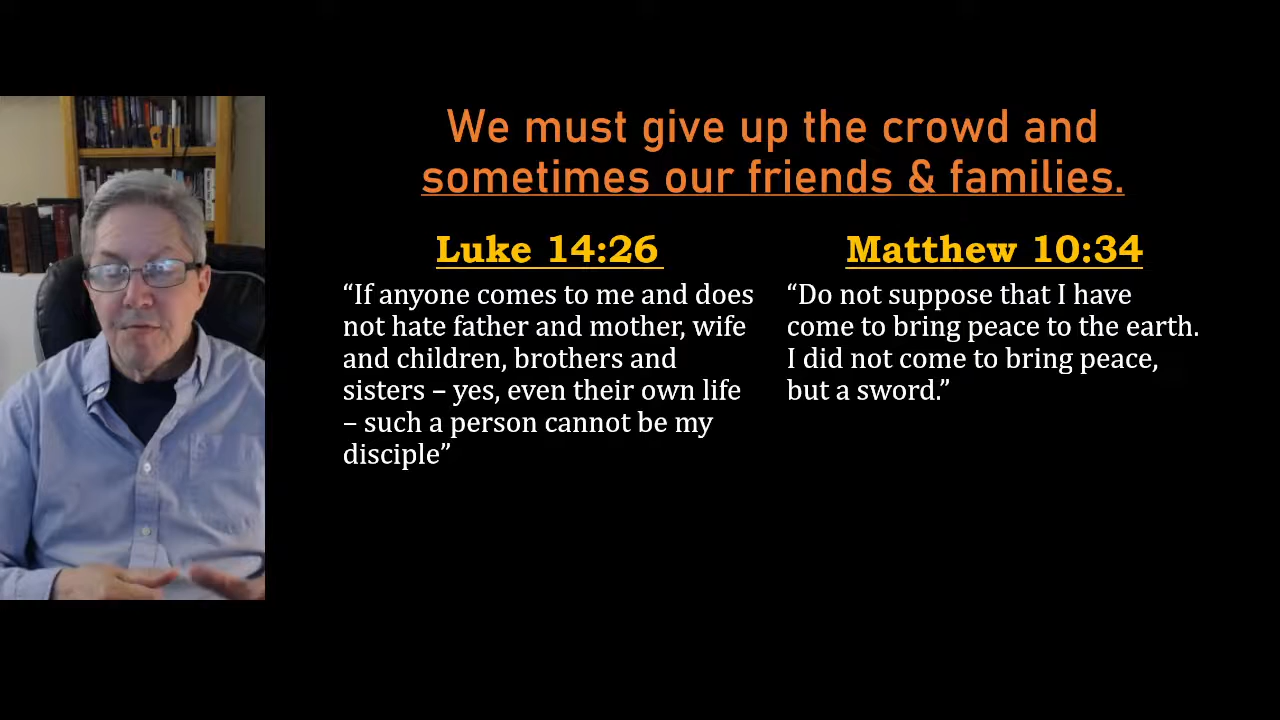 We must give up the crowd and
sometimes our friends & families.
Luke 14:26
“If anyone comes to me and does
not hate father and mother, wife
and children, brothers and
sisters – yes, even their own life
– such a person cannot be my
disciple”
Matthew 10:34
“Do not suppose that I have
come to bring peace to the earth.
I did not come to bring peace,
but a sword.”